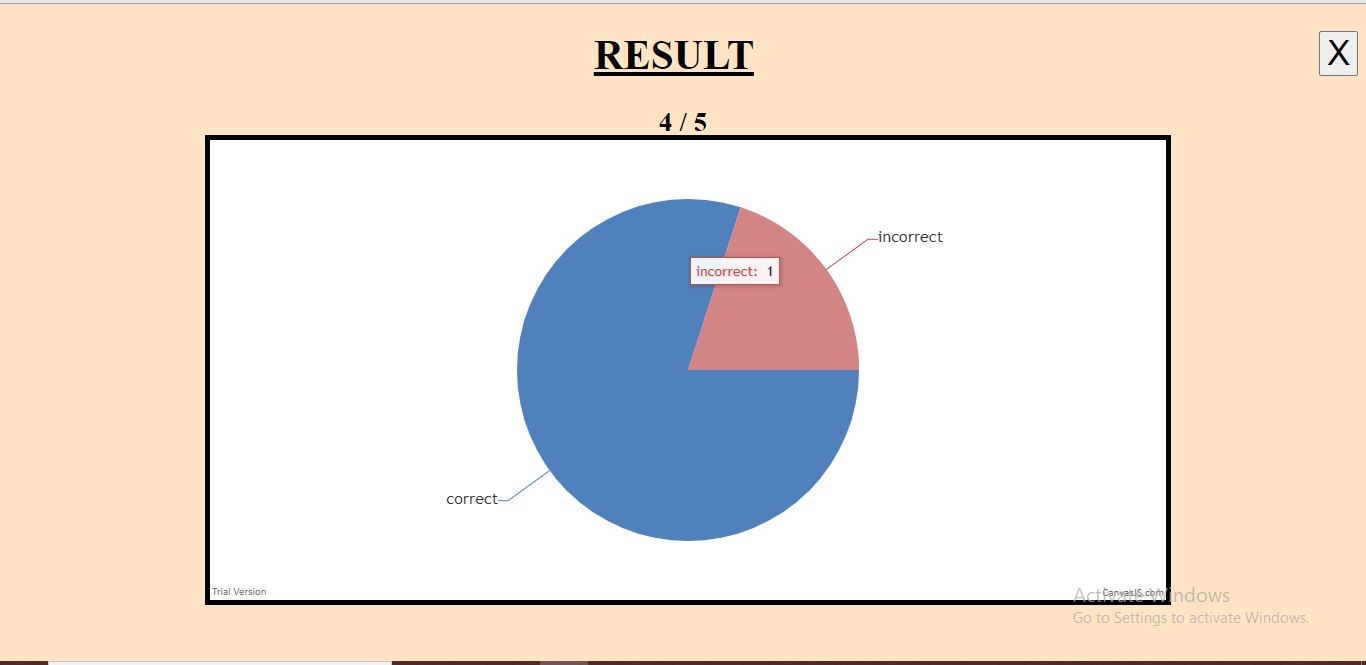 RESULT
X
4 / 5
incorrect
incorrect: 1
correct
Trial Version
CanvasJS.com
Activate Windows
Go to Settings to activate Windows.